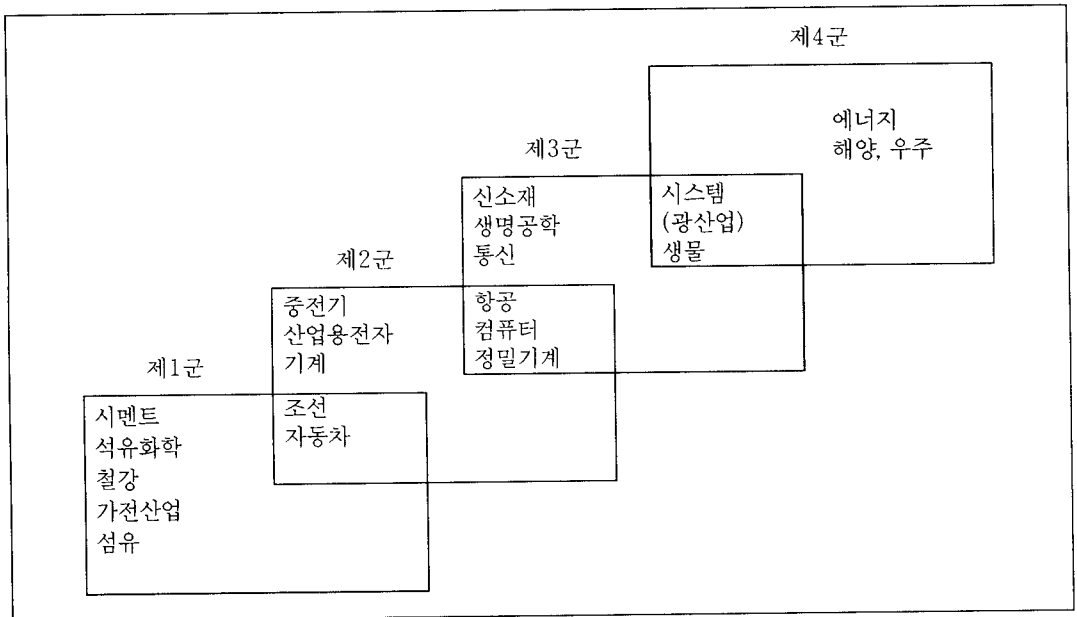 제4군
에너지
해양, 우주
제3군
신소재
생명공학
통신
시스템
(광산업)
생물
제2군
중전기
산업용전자
기계
항공
컴퓨터
정밀기계
제1군
시멘트
석유화학
철강
가전산업
섬유
조선
자동차